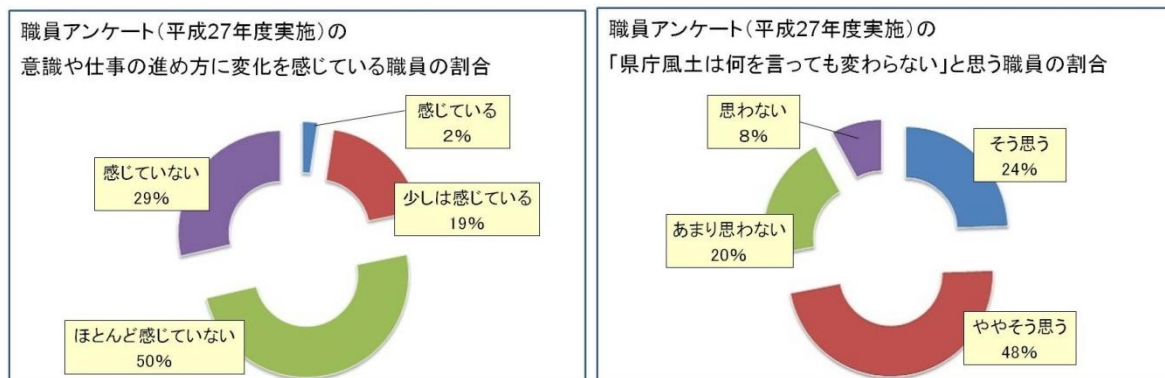 職員アンケート(平成27年度実施)の
意識や仕事の進め方に変化を感じている職員の割合
感じている
2%
少しは感じている
19%
ほとんど感じていない
50%
感じていない
29%
職員アンケート(平成27年度実施)の
「県庁風土は何を言っても変わらない」と思う職員の割合
そう思う
24%
ややそう思う
48%
あまり思わない
20%
思わない
8%